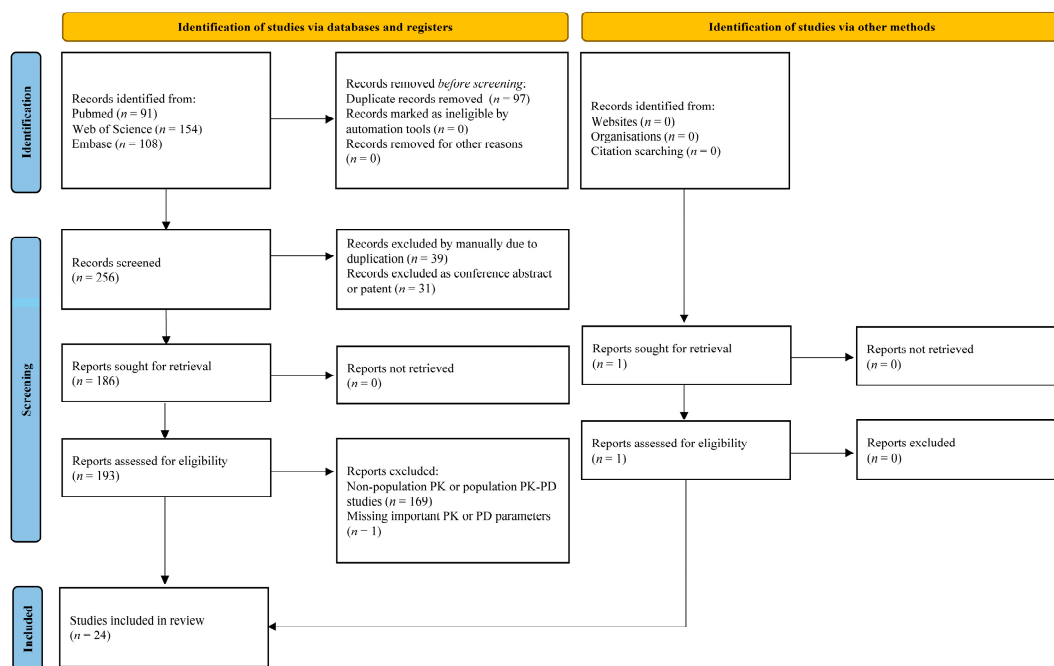 Identification of studies via databases and registers
Identification of studies via other methods
Identification
Records identified from:
Pubmed (n = 91)
Web of Science (n = 154)
Embase (n = 108)
Records removed before screening:
Duplicate records removed (n = 97)
Records marked as ineligible by
automation tools (n = 0)
Records removed for other reasons
(n = 0)
Records identified from:
Websites (n = 0)
Organisations (n = 0)
Citation searching (n = 0)
Screening
Records screened
(n = 256)
Records excluded by manually due to
duplication (n = 39)
Records excluded as conference abstract
or patent (n = 31)
Reports sought for retrieval
(n = 186)
Reports not retrieved
(n = 0)
Reports sought for retrieval
(n = 1)
Reports not retrieved
(n = 0)
Reports assessed for eligibility
(n = 193)
Reports excluded:
Non-population PK or population PK-PD
studies (n = 169)
Missing important PK or PD parameters
(n = 1)
Reports assessed for eligibility
(n = 1)
Reports excluded
(n = 0)
Included
Studies included in review
(n = 24)